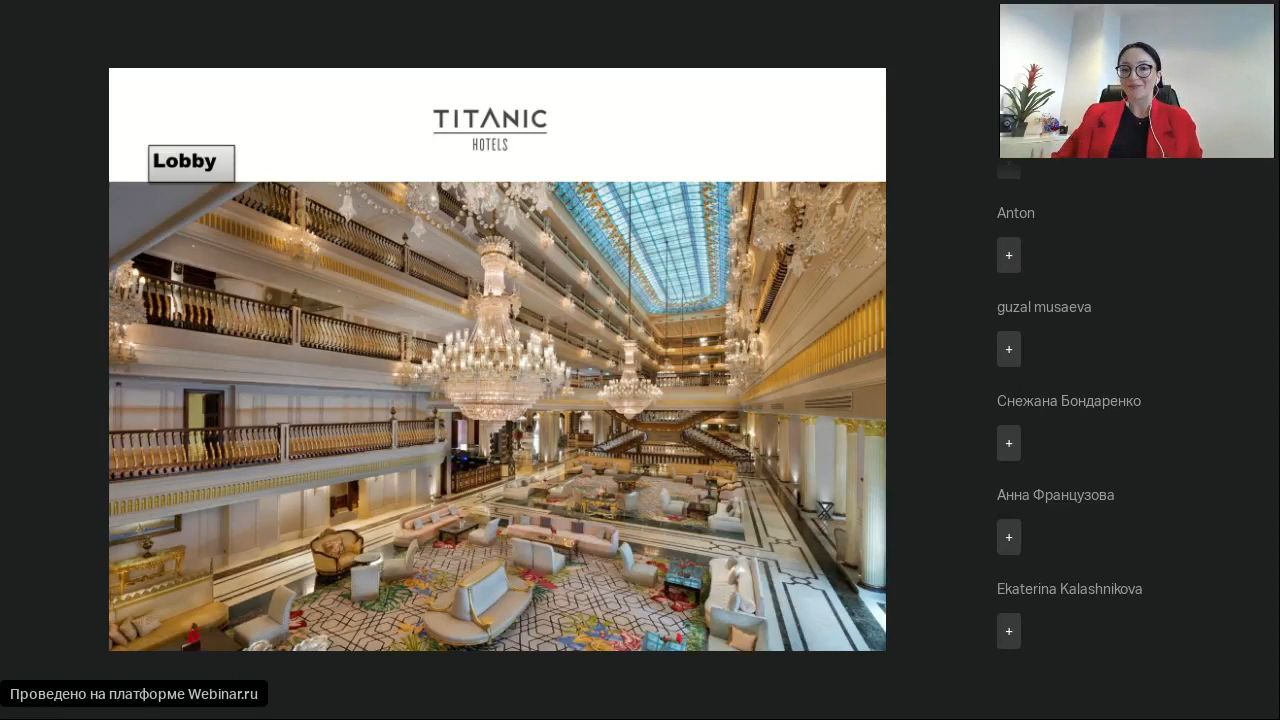 TITANIC
HOTELS
Lobby
Anton
+
guzal musaeva
+
Снежана Бондаренко
+
Анна Французова
+
Ekaterina Kalashnikova
+
Проведено на платформе Webinar.ru